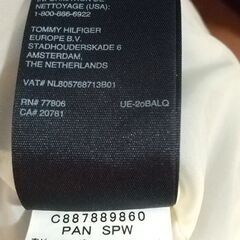 NETTOYAGE (USA):
1-800-888-6922
TOMMY HILFIGER
EUROPE B.V.
STADHOUDERSKADE 6
AMSTERDAM,
THE NETHERLANDS
VAT# NL805768713B01
RN# 77806
UE-2oBALQ
CA# 20781
C887889860
PAN SPW